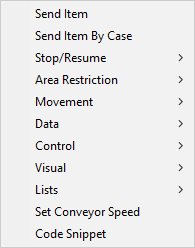 Send Item
Send Item By Case
Stop/Resume
Area Restriction
Movement
Data
Control
Visual
Lists
Set Conveyor Speed
Code Snippet